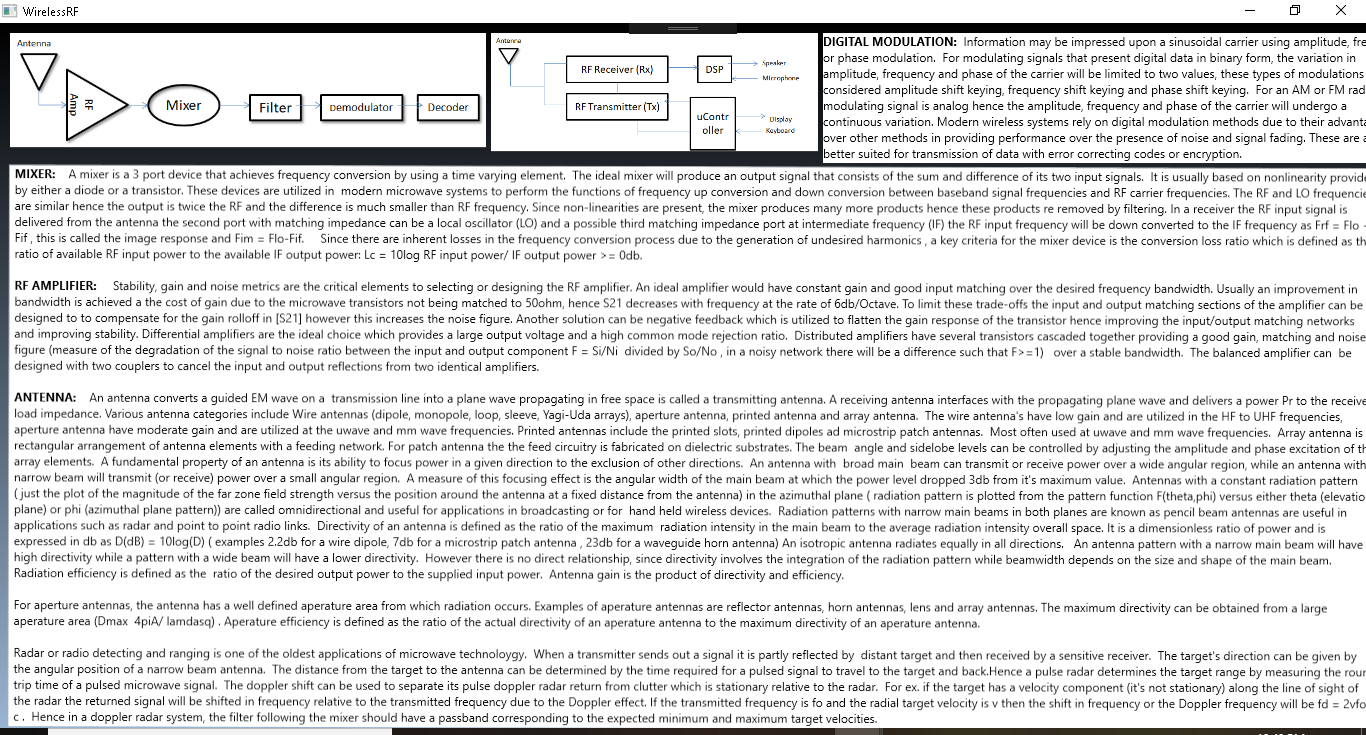 WirelessRF
Antenna
RF Amp
Mixer
Filter
Demodulator
Decoder
Antenna
RF Receiver (Rx)
DSP
Speaker
Microphone
RF Transmitter (Tx)
uContr
oller
Display
Keyboard
DIGITAL MODULATION: Information may be impressed upon a sinusoidal carrier using amplitude, fre
or phase modulation. For modulating signals that present digital data in binary form, the variation in
amplitude, frequency and phase of the carrier will be limited to two values, these types of modulations
considered amplitude shift keying, frequency shift keying and phase shift keying. For an AM or FM rad
modulating signal is analog hence the amplitude, frequency and phase of the carrier will undergo a
continuous variation. Modern wireless systems rely on digital modulation methods due to their advanta
over other methods in providing performance over the presence of noise and signal fading. These are a
better suited for transmission of data with error correcting codes or encryption.
MIXER: A mixer is a 3 port device that achieves frequency conversion by using a time varying element. The ideal mixer will produce an output signal that consists of the sum and difference of its two input signals. It is usually based on nonlinearity provide
by either a diode or a transistor. These devices are utilized in modern microwave systems to perform the functions of frequency up conversion and down conversion between baseband signal frequencies and RF carrier frequencies. The RF and LO frequencie
are similar hence the output is twice the RF and the difference is much smaller than RF frequency. Since non-linearities are present, the mixer produces many more products hence these products re removed by filtering. In a receiver the RF input signal is
delivered from the antenna the second port with matching impedance can be a local oscillator (LO) and a possible third matching impedance port at intermediate frequency (IF) the RF input frequency will be down converted to the IF frequency as Frf = Flo -
Fif , this is called the image response and Fim = Flo-Fif. Since there are inherent losses in the frequency conversion process due to the generation of undesired harmonics , a key criteria for the mixer device is the conversion loss ratio which is defined as th
ratio of available RF input power to the available IF output power: Lc = 10log RF input power/ IF output power >= 0db.
RF AMPLIFIER: Stability, gain and noise metrics are the critical elements to selecting or designing the RF amplifier. An ideal amplifier would have constant gain and good input matching over the desired frequency bandwidth. Usually an improvement in
bandwidth is achieved a the cost of gain due to the microwave transistors not being matched to 50ohm, hence S21 decreases with frequency at the rate of 6db/Octave. To limit these trade-offs the input and output matching sections of the amplifier can be
designed to to compensate for the gain rolloff in [S21] however this increases the noise figure. Another solution can be negative feedback which is utilized to flatten the gain response of the transistor hence improving the input/output matching networks
and improving stability. Differential amplifiers are the ideal choice which provides a large output voltage and a high common mode rejection ratio. Distributed amplifiers have several transistors cascaded together providing a good gain, matching and noise
figure (measure of the degradation of the signal to noise ratio between the input and output component F = Si/Ni divided by So/No , in a noisy network there will be a difference such that F>=1) over a stable bandwidth. The balanced amplifier can be
designed with two couplers to cancel the input and output reflections from two identical amplifiers.
ANTENNA: An antenna converts a guided EM wave on a transmission line into a plane wave propagating in free space is called a transmitting antenna. A receiving antenna interfaces with the propagating plane wave and delivers a power Pr to the receive
load impedance. Various antenna categories include Wire antennas (dipole, monopole, loop, sleeve, Yagi-Uda arrays), aperture antenna, printed antenna and array antenna. The wire antenna's have low gain and are utilized in the HF to UHF frequencies,
aperture antenna have moderate gain and are utilized at the uwave and mm wave frequencies. Printed antennas include the printed slots, printed dipoles ad microstrip patch antennas. Most often used at uwave and mm wave frequencies. Array antenna is
rectangular arrangement of antenna elements with a feeding network. For patch antenna the the feed circuitry is fabricated on dielectric substrates. The beam angle and sidelobe levels can be controlled by adjusting the amplitude and phase excitation of th
array elements. A fundamental property of an antenna is its ability to focus power in a given direction to the exclusion of other directions. An antenna with broad main beam can transmit or receive power over a wide angular region, while an antenna with
narrow beam will transmit (or receive) power over a small angular region. A measure of this focusing effect is the angular width of the main beam at which the power level dropped 3db from it's maximum value. Antennas with a constant radiation pattern
( just the plot of the magnitude of the far zone field strength versus the position around the antenna at a fixed distance from the antenna) in the azimuthal plane ( radiation pattern is plotted from the pattern function F(theta,phi) versus either theta (elevatio
plane) or phi (azimuthal plane pattern)) are called omnidirectional and useful for applications in broadcasting or for hand held wireless devices. Radiation patterns with narrow main beams in both planes are known as pencil beam antennas are useful in
applications such as radar and point to point radio links. Directivity of an antenna is defined as the ratio of the maximum radiation intensity in the main beam to the average radiation intensity overall space. It is a dimensionless ratio of power and is
expressed in db as D(dB) = 10log(D) ( examples 2.2db for a wire dipole, 7db for a microstrip patch antenna , 23db for a waveguide horn antenna) An isotropic antenna radiates equally in all directions. An antenna pattern with a narrow main beam will have
high directivity while a pattern with a wide beam will have a lower directivity. However there is no direct relationship, since directivity involves the integration of the radiation pattern while beamwidth depends on the size and shape of the main beam.
Radiation efficiency is defined as the ratio of the desired output power to the supplied input power. Antenna gain is the product of directivity and efficiency.
For aperture antennas, the antenna has a well defined aperature area from which radiation occurs. Examples of aperature antennas are reflector antennas, horn antennas, lens and array antennas. The maximum directivity can be obtained from a large
aperature area (Dmax 4piA/ lamdasq) . Aperature efficiency is defined as the ratio of the actual directivity of an aperature antenna to the maximum directivity of an aperature antenna.
Radar or radio detecting and ranging is one of the oldest applications of microwave technoloygy. When a transmitter sends out a signal it is partly reflected by distant target and then received by a sensitive receiver. The target's direction can be given by
the angular position of a narrow beam antenna. The distance from the target to the antenna can be determined by the time required for a pulsed signal to travel to the target and back.Hence a pulse radar determines the target range by measuring the rour
trip time of a pulsed microwave signal. The doppler shift can be used to separate its pulse doppler radar return from clutter which is stationary relative to the radar. For ex. if the target has a velocity component (it's not stationary) along the line of sight of
the radar the returned signal will be shifted in frequency relative to the transmitted frequency due to the Doppler effect. If the transmitted frequency is fo and the radial target velocity is v then the shift in frequency or the Doppler frequency will be fd = 2vfo
c . Hence in a doppler radar system, the filter following the mixer should have a passband corresponding to the expected minimum and maximum target velocities.